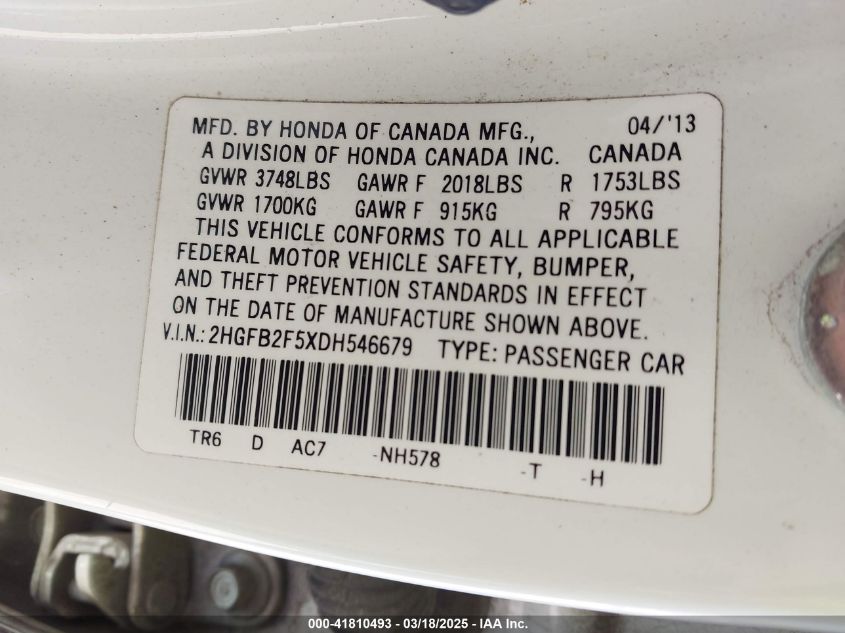 MFD. BY HONDA OF CANADA MFG., 04/'13
A DIVISION OF HONDA CANADA INC. CANADA
GVWR 3748LBS GAWR F 2018LBS R 1753LBS
GVWR 1700KG GAWR F 915KG R 795KG
THIS VEHICLE CONFORMS TO ALL APPLICABLE
FEDERAL MOTOR VEHICLE SAFETY, BUMPER,
AND THEFT PREVENTION STANDARDS IN EFFECT
ON THE DATE OF MANUFACTURE SHOWN ABOVE.
V.I.N.: 2HGFB2F5XDH546679 TYPE: PASSENGER CAR
TR6 D AC7 -NH578 -T -H
000-41810493 - 03/18/2025 - IAA Inc.